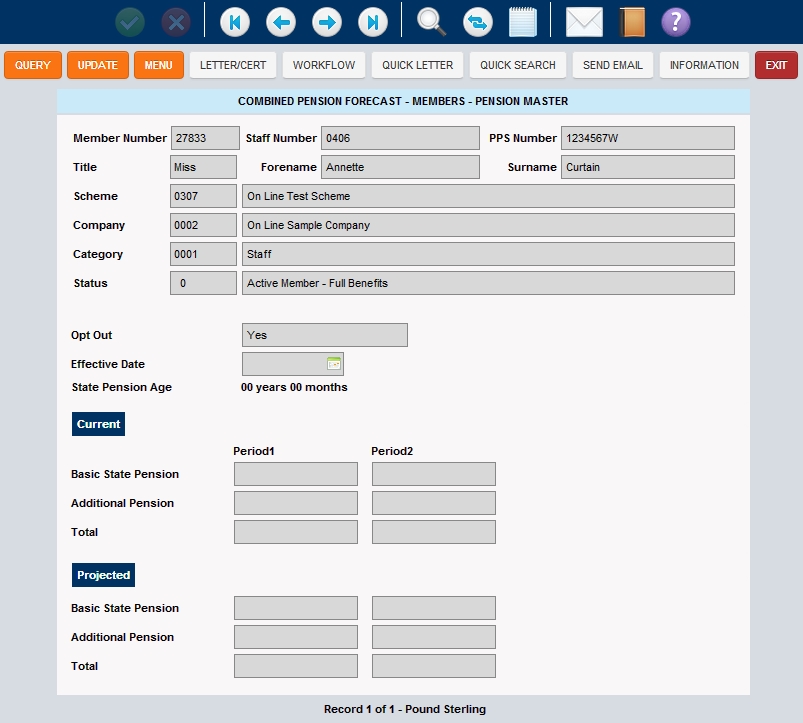 ?
QUERY UPDATE MENU LETTER/CERT WORKFLOW QUICK LETTER QUICK SEARCH SEND EMAIL INFORMATION EXIT
COMBINED PENSION FORECAST - MEMBERS - PENSION MASTER
Member Number 27833 Staff Number 0406 PPS Number 1234567W
Title Miss Forename Annette Surname Curtain
Scheme 0307 On Line Test Scheme
Company 0002 On Line Sample Company
Category 0001 Staff
Status 0 Active Member - Full Benefits
Opt Out Yes
Effective Date
State Pension Age 00 years 00 months
Current
Period1 Period2
Basic State Pension
Additional Pension
Total
Projected
Basic State Pension
Additional Pension
Total
Record 1 of 1 - Pound Sterling